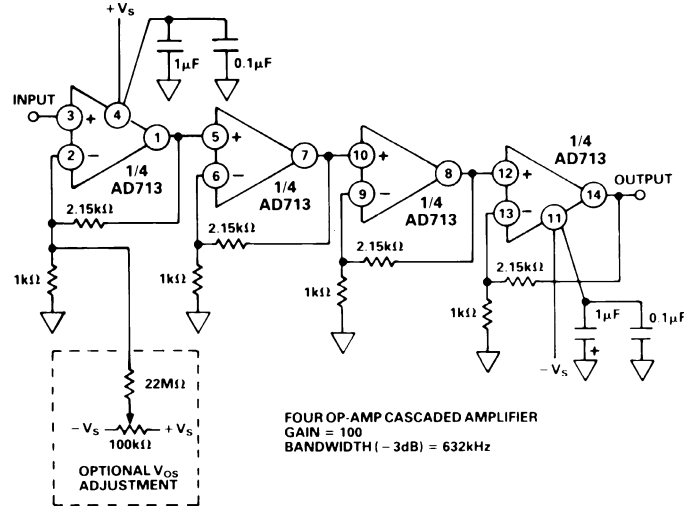 + Vs
1µF
0.1µF
INPUT
3
+
4
1
2
−
1/4
AD713
2.15kΩ
1kΩ
5
+
7
6
−
1/4
AD713
2.15kΩ
1kΩ
10
+
8
9
−
1/4
AD713
2.15kΩ
1kΩ
12
+
14
13
−
11
1/4
AD713
OUTPUT
2.15kΩ
1kΩ
1µF
+
0.1µF
− Vs
22MΩ
− Vs
+ Vs
100kΩ
OPTIONAL VOS
ADJUSTMENT
FOUR OP-AMP CASCADED AMPLIFIER
GAIN = 100
BANDWIDTH (−3dB) = 632kHz